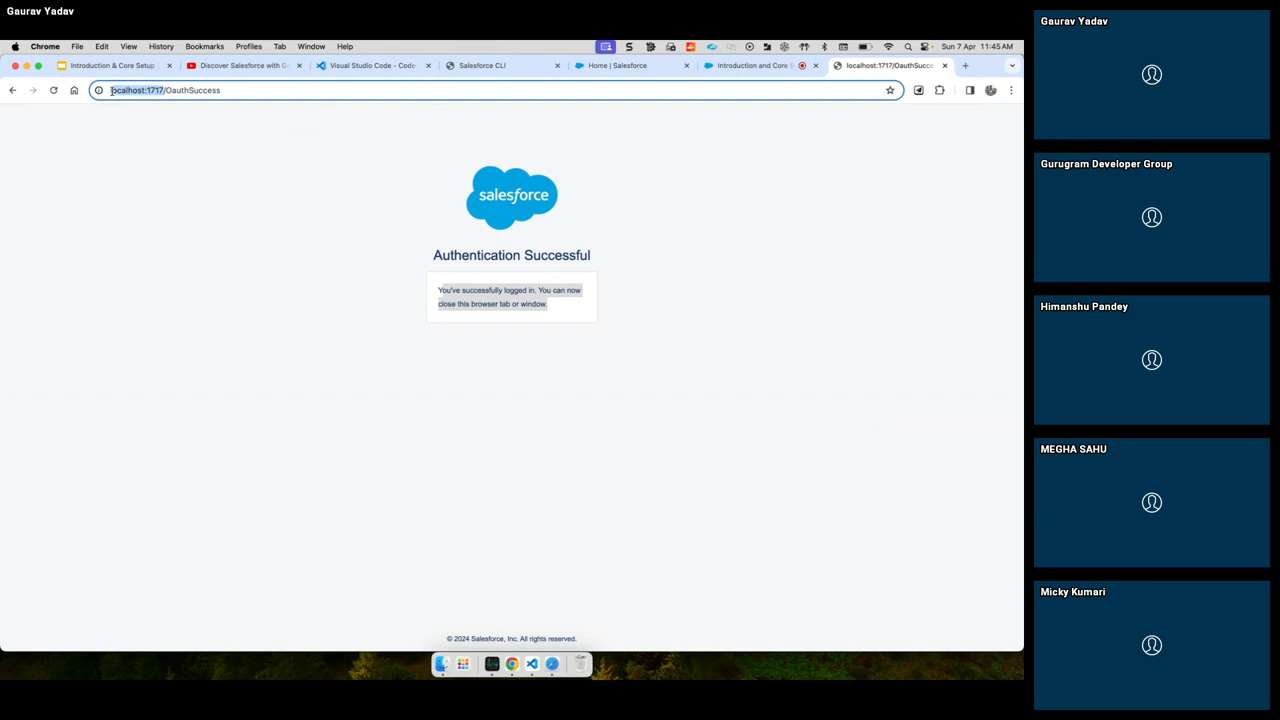 Gaurav Yadav
Chrome File Edit View History Bookmarks Profiles Tab Window Help Sun 7 Apr 11:45 AM
Introduction & Core Setup Discover Salesforce with Ga Visual Studio Code - Code Salesforce CLI Home | Salesforce Introduction and Core S localhost:1717/OauthSucces
localhost:1717/OauthSuccess
salesforce
Authentication Successful
You've successfully logged in. You can now
close this browser tab or window.
© 2024 Salesforce, Inc. All rights reserved.
Gaurav Yadav
Gurugram Developer Group
Himanshu Pandey
MEGHA SAHU
Micky Kumari